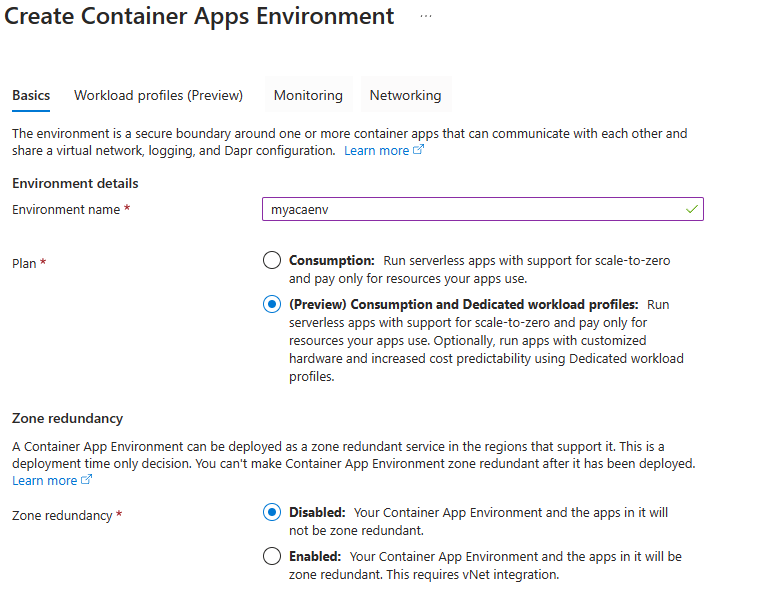 Create Container Apps Environment ...
Basics Workload profiles (Preview) Monitoring Networking
The environment is a secure boundary around one or more container apps that can communicate with each other and
share a virtual network, logging, and Dapr configuration. Learn more
Environment details
Environment name *
myacaenv
Plan *
Consumption: Run serverless apps with support for scale-to-zero
and pay only for resources your apps use.
(Preview) Consumption and Dedicated workload profiles: Run
serverless apps with support for scale-to-zero and pay only for
resources your apps use. Optionally, run apps with customized
hardware and increased cost predictability using Dedicated workload
profiles.
Zone redundancy
A Container App Environment can be deployed as a zone redundant service in the regions that support it. This is a
deployment time only decision. You can't make Container App Environment zone redundant after it has been deployed.
Learn more
Zone redundancy *
Disabled: Your Container App Environment and the apps in it will
not be zone redundant.
Enabled: Your Container App Environment and the apps in it will be
zone redundant. This requires vNet integration.